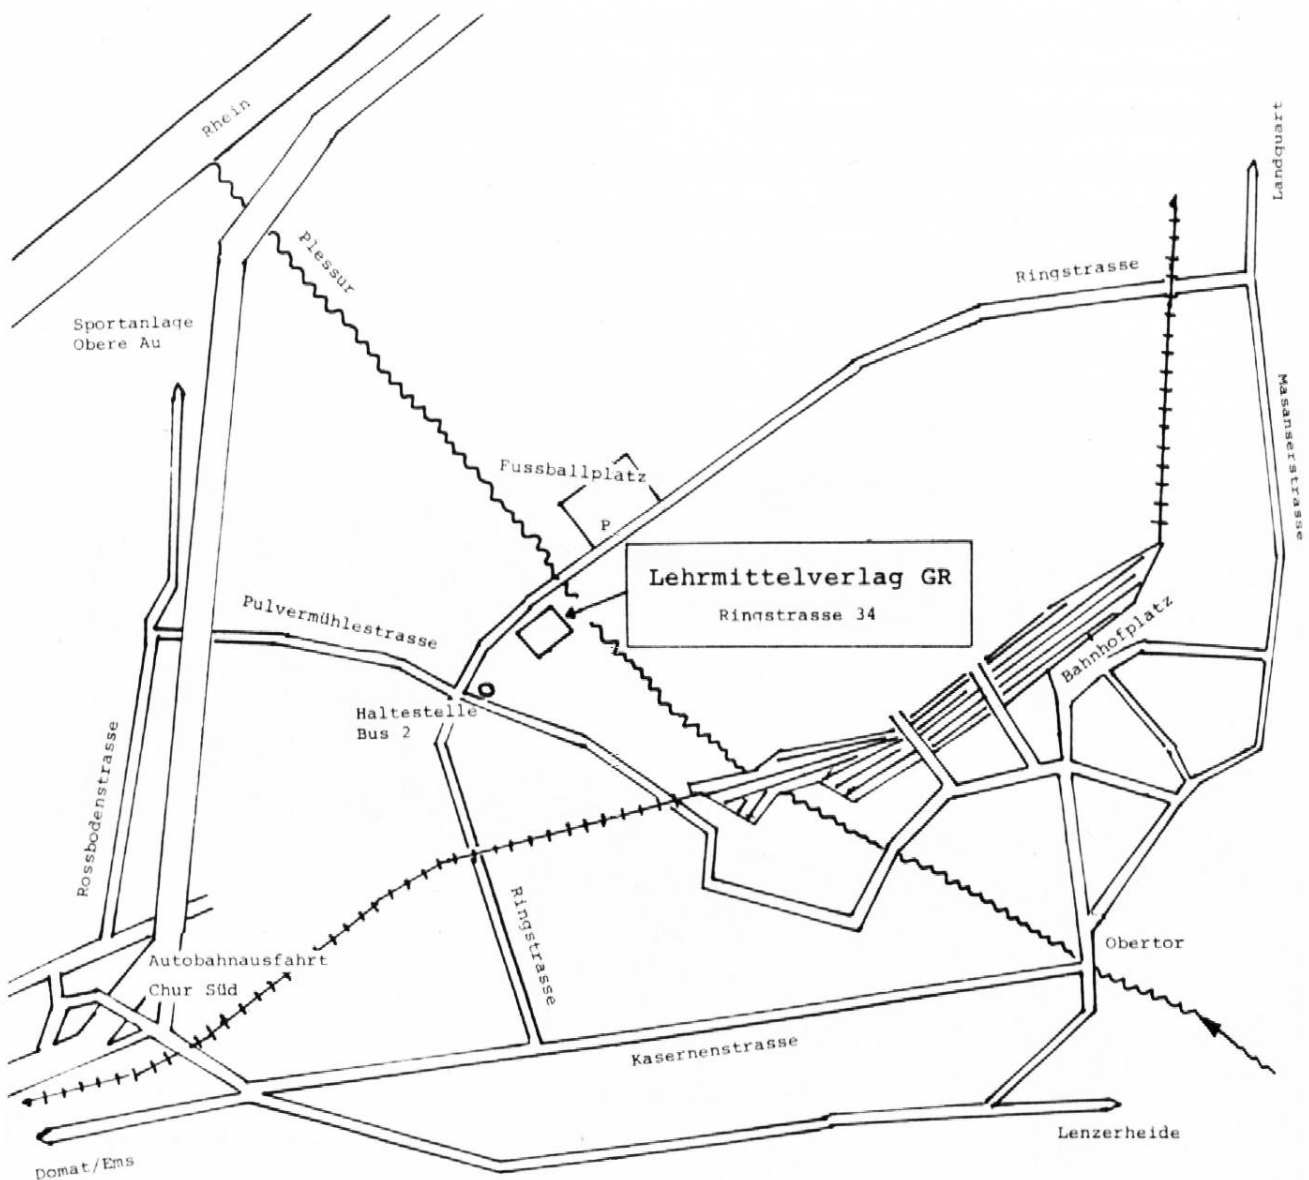 Rhein
Landquart
Plessur
Ringstrasse
Sportanlage
Obere Au
Masanserstrasse
Fussballplatz
P
Lehrmittelverlag GR
Ringstrasse 34
Pulvermühlestrasse
Bahnhofplatz
Haltestelle
Bus 2
Rossbodenstrasse
Ringstrasse
Obertor
Autobahnausfahrt
Chur Süd
Kasernenstrasse
Lenzerheide
Domat/Ems